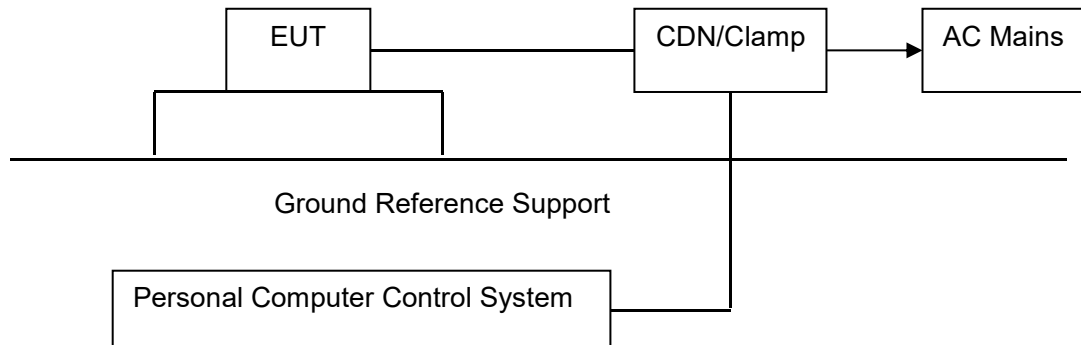 EUT
CDN/Clamp
AC Mains
Ground Reference Support
Personal Computer Control System